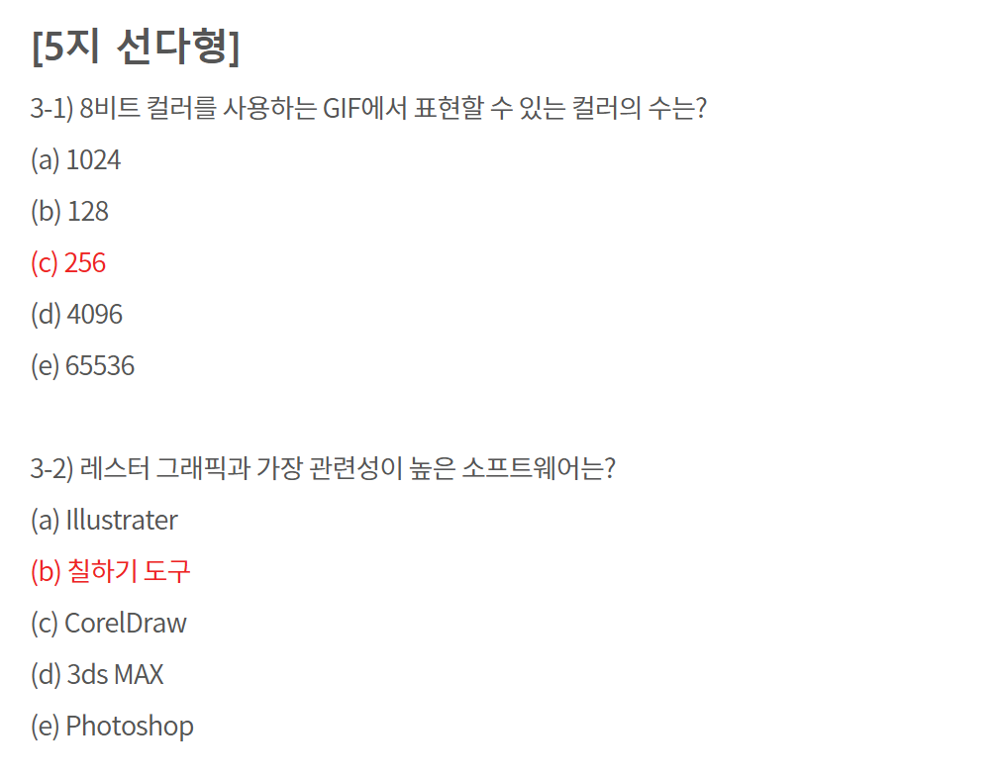 [5지 선다형]
3-1) 8비트 컬러를 사용하는 GIF에서 표현할 수 있는 컬러의 수는?
(a) 1024
(b) 128
(c) 256
(d) 4096
(e) 65536
3-2) 레스터 그래픽과 가장 관련성이 높은 소프트웨어는?
(a) Illustrater
(b) 칠하기 도구
(c) CorelDraw
(d) 3ds MAX
(e) Photoshop